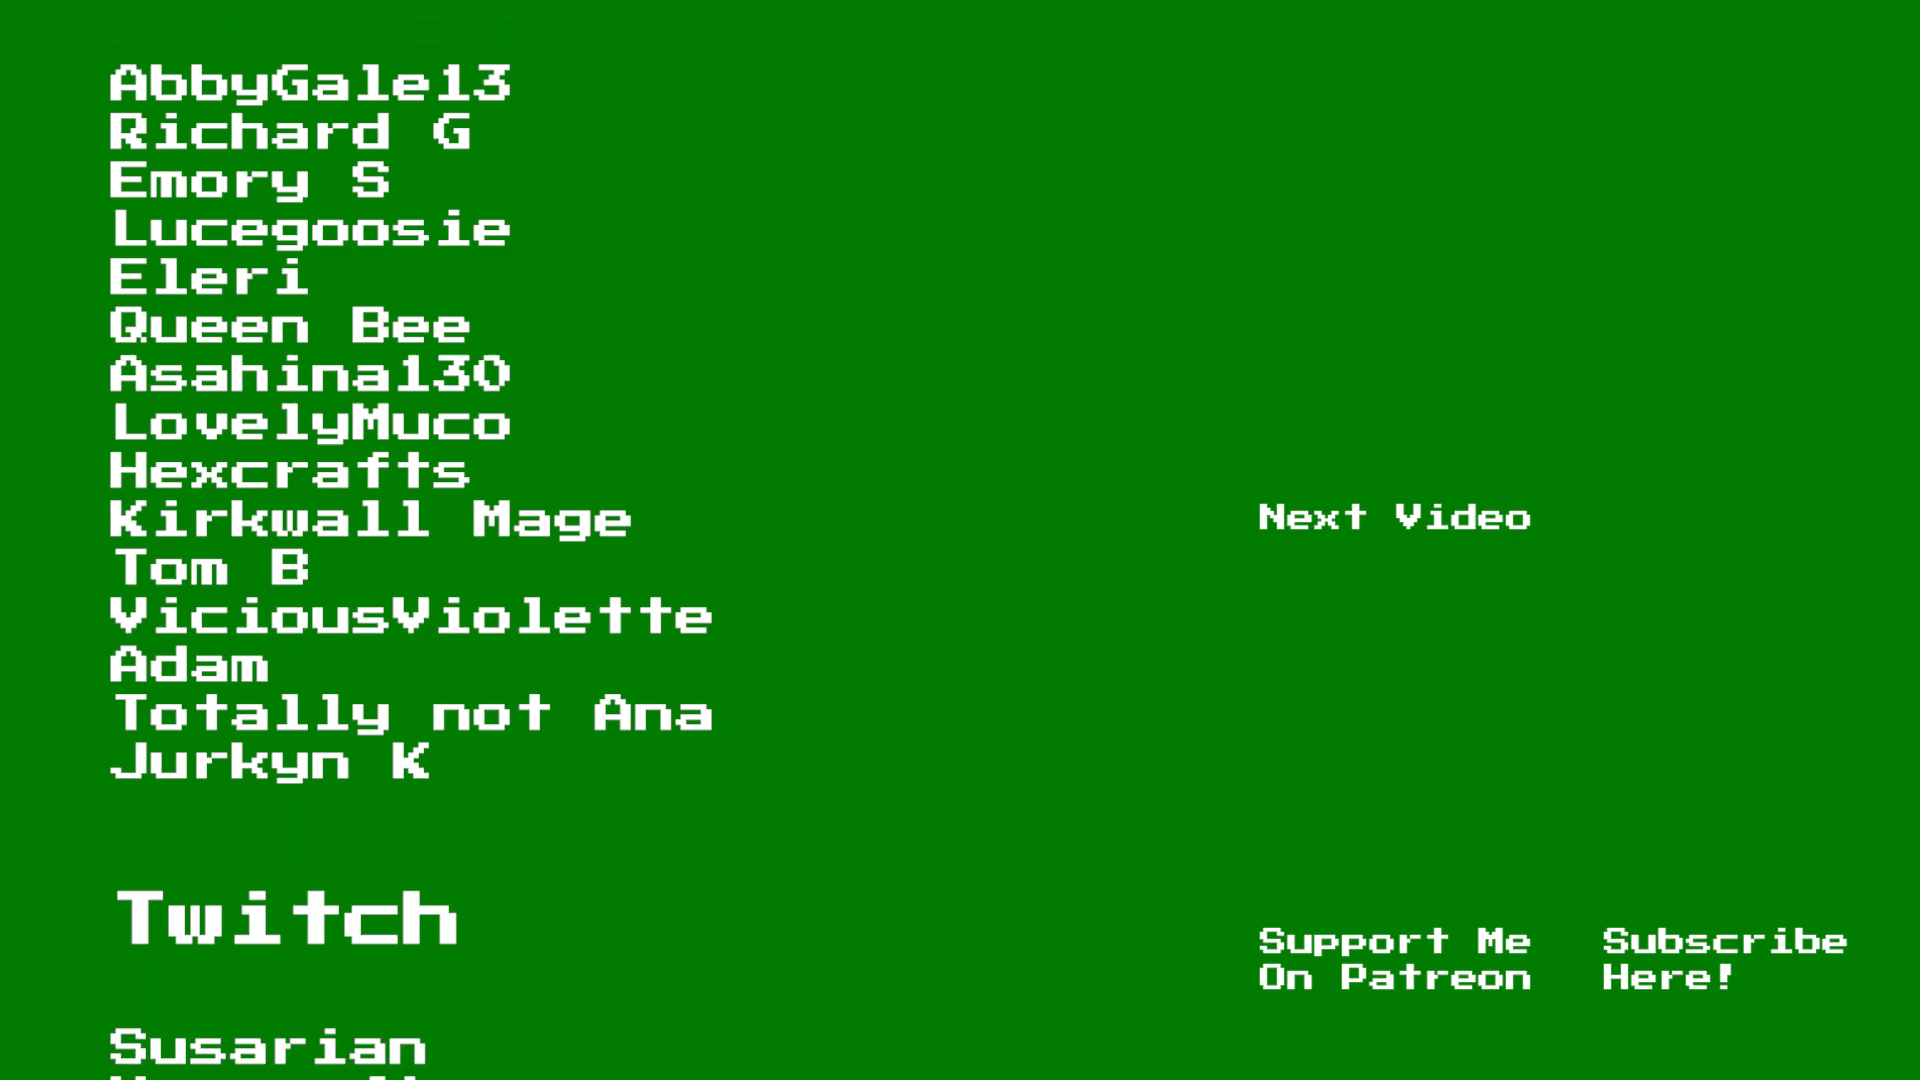 AbbyGale13
Richard G
Emory S
Lucegoosie
Eleri
Queen Bee
Asahina130
LovelyMuco
Hexcrafts
Kirkwall Mage
Tom B
ViciousViolette
Adam
Totally not Ana
Jurkyn K
Twitch
Susarian
Next Video
Support Me
On Patreon
Subscribe
Here!